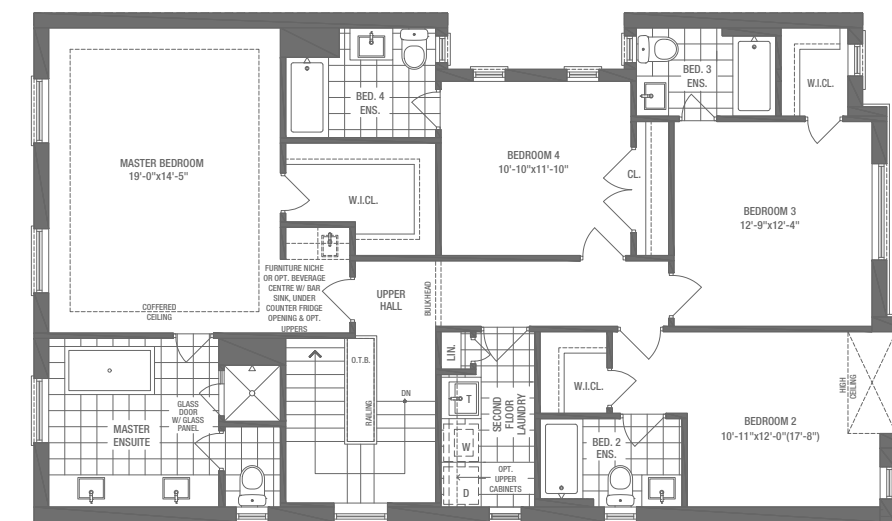 MASTER BEDROOM
19'-0"x14'-5"
COFFERED
CEILING
BED. 4
ENS.
W.I.CL.
FURNITURE NICHE
OR OPT. BEVERAGE
CENTRE W/ BAR
SINK, UNDER
COUNTER FRIDGE
OPENING & OPT.
UPPERS
UPPER
HALL
BULKHEAD
BEDROOM 4
10'-10"x11'-10"
CL.
BED. 3
ENS.
W.I.CL.
BEDROOM 3
12'-9"x12'-4"
MASTER
ENSUITE
GLASS
DOOR
W/ GLASS
PANEL
O.T.B.
RAILING
DN
LIN.
T
W
D
SECOND
FLOOR
LAUNDRY
OPT.
UPPER
CABINETS
W.I.CL.
BED. 2
ENS.
BEDROOM 2
10'-11"x12'-0"(17'-8")
HIGH
CEILING